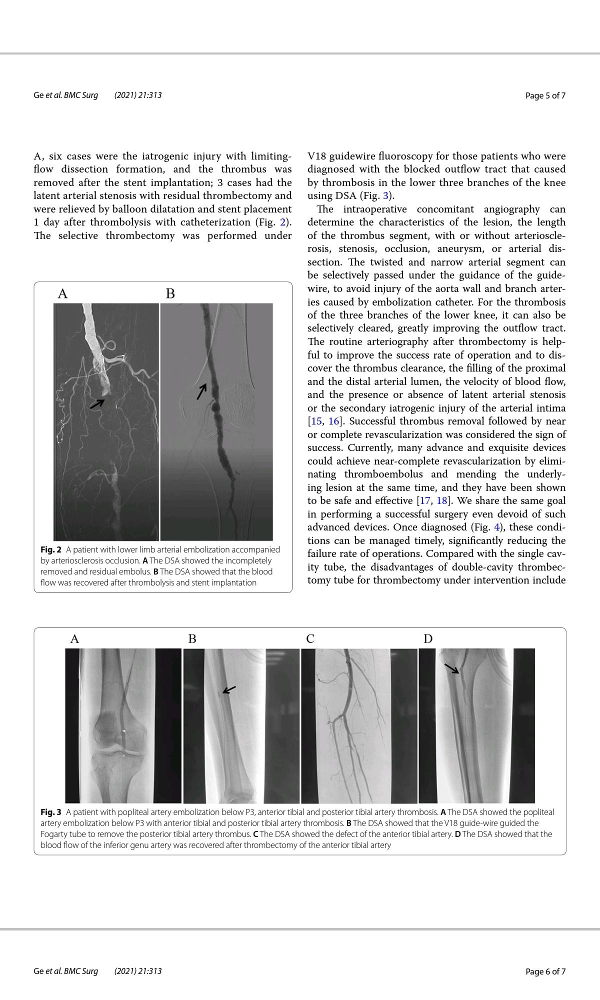 Ge et al. BMC Surg (2021) 21:313
Page 5 of 7
A, six cases were the iatrogenic injury with limiting-
flow dissection formation, and the thrombus was
removed after the stent implantation; 3 cases had the
latent arterial stenosis with residual thrombectomy and
were relieved by balloon dilatation and stent placement
1 day after thrombolysis with catheterization (Fig. 2).
The selective thrombectomy was performed under
A
B
Fig. 2 A patient with lower limb arterial embolization accompanied
by arteriosclerosis occlusion. A The DSA showed the incompletely
removed and residual embolus. B The DSA showed that the blood
flow was recovered after thrombolysis and stent implantation
V18 guidewire fluoroscopy for those patients who were
diagnosed with the blocked outflow tract that caused
by thrombosis in the lower three branches of the knee
using DSA (Fig. 3).
The intraoperative concomitant angiography can
determine the characteristics of the lesion, the length
of the thrombus segment, with or without arterioscle-
rosis, stenosis, occlusion, aneurysm, or arterial dis-
section. The twisted and narrow arterial segment can
be selectively passed under the guidance of the guide-
wire, to avoid injury of the aorta wall and branch arter-
ies caused by embolization catheter. For the thrombosis
of the three branches of the lower knee, it can also be
selectively cleared, greatly improving the outflow tract.
The routine arteriography after thrombectomy is help-
ful to improve the success rate of operation and to dis-
cover the thrombus clearance, the filling of the proximal
and the distal arterial lumen, the velocity of blood flow,
and the presence or absence of latent arterial stenosis
or the secondary iatrogenic injury of the arterial intima
[15, 16]. Successful thrombus removal followed by near
or complete revascularization was considered the sign of
success. Currently, many advance and exquisite devices
could achieve near-complete revascularization by elimi-
nating thromboembolus and mending the underly-
ing lesion at the same time, and they have been shown
to be safe and effective [17, 18]. We share the same goal
in performing a successful surgery even devoid of such
advanced devices. Once diagnosed (Fig. 4), these condi-
tions can be managed timely, significantly reducing the
failure rate of operations. Compared with the single cav-
ity tube, the disadvantages of double-cavity thrombec-
tomy tube for thrombectomy under intervention include
A
B
C
D
Fig. 3 A patient with popliteal artery embolization below P3, anterior tibial and posterior tibial artery thrombosis. A The DSA showed the popliteal
artery embolization below P3 with anterior tibial and posterior tibial artery thrombosis. B The DSA showed that the V18 guide-wire guided the
Fogarty tube to remove the posterior tibial artery thrombus. C The DSA showed the defect of the anterior tibial artery. D The DSA showed that the
blood flow of the inferior genu artery was recovered after thrombectomy of the anterior tibial artery
Ge et al. BMC Surg (2021) 21:313
Page 6 of 7